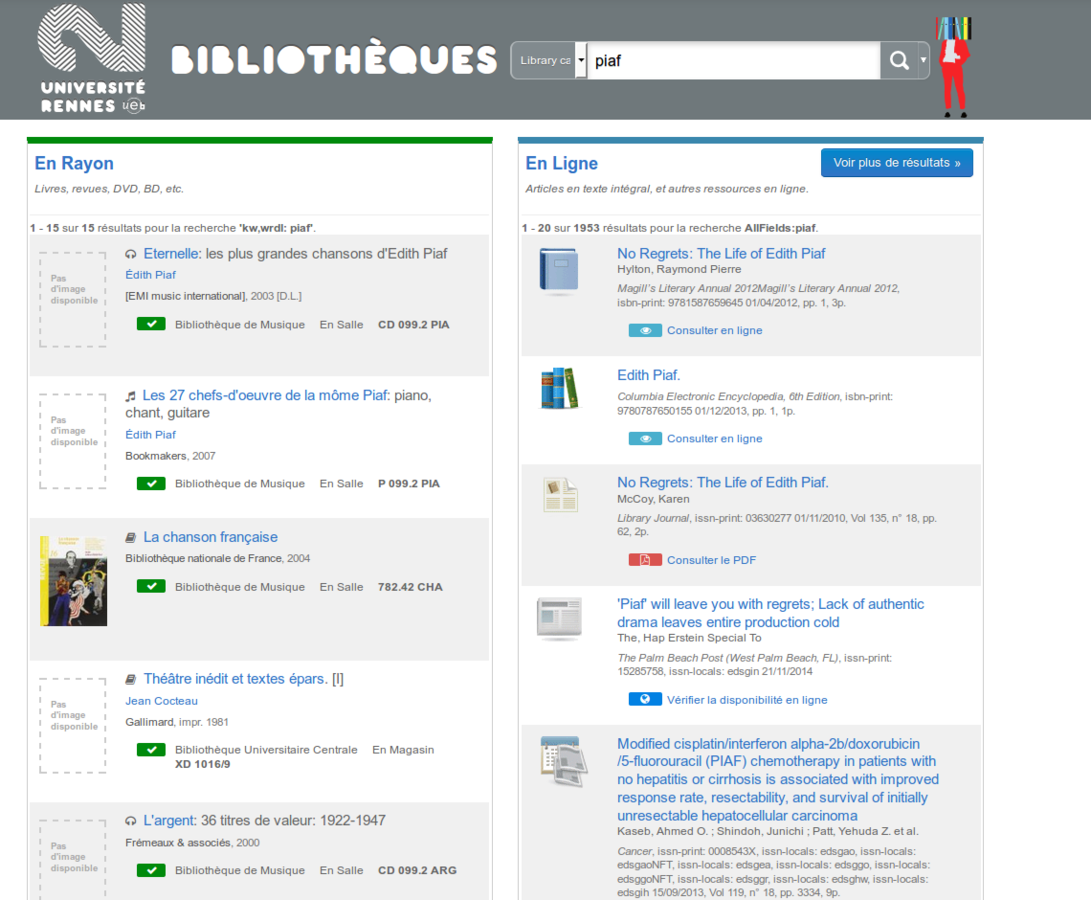 UNIVERSITÉ
RENNES ueb
BIBLIOTHÈQUES
Library ca
piaf
En Rayon
Livres, revues, DVD, BD, etc.
1 - 15 sur 15 résultats pour la recherche 'kw,wrdl: piaf'.
Pas
d'image
disponible
Eternelle: les plus grandes chansons d'Edith Piaf
Édith Piaf
[EMI music international], 2003 [D.L.]
Bibliothèque de Musique En Salle CD 099.2 PIA
Pas
d'image
disponible
Les 27 chefs-d'oeuvre de la môme Piaf: piano,
chant, guitare
Édith Piaf
Bookmakers, 2007
Bibliothèque de Musique En Salle P 099.2 PIA
La chanson française
Bibliothèque nationale de France, 2004
Bibliothèque de Musique En Salle 782.42 CHA
Pas
d'image
disponible
Théâtre inédit et textes épars. [I]
Jean Cocteau
Gallimard, impr. 1981
Bibliothèque Universitaire Centrale En Magasin
XD 1016/9
Pas
d'image
disponible
L'argent: 36 titres de valeur: 1922-1947
Frémeaux & associés, 2000
Bibliothèque de Musique En Salle CD 099.2 ARG
En Ligne
Voir plus de résultats »
Articles en texte intégral, et autres ressources en ligne.
1 - 20 sur 1953 résultats pour la recherche AllFields:piaf.
No Regrets: The Life of Edith Piaf
Hylton, Raymond Pierre
Magill's Literary Annual 2012Magill's Literary Annual 2012,
isbn-print: 9781587659645 01/04/2012, pp. 1, 3p.
Consulter en ligne
Edith Piaf.
Columbia Electronic Encyclopedia, 6th Edition, isbn-print:
9780787650155 01/12/2013, pp. 1, 1p.
Consulter en ligne
No Regrets: The Life of Edith Piaf.
McCoy, Karen
Library Journal, issn-print: 03630277 01/11/2010, Vol 135, n° 18, pp.
62, 2p.
Consulter le PDF
'Piaf' will leave you with regrets; Lack of authentic
drama leaves entire production cold
The, Hap Erstein Special To
The Palm Beach Post (West Palm Beach, FL), issn-print:
15285758, issn-locals: edsgin 21/11/2014
Vérifier la disponibilité en ligne
Modified cisplatin/interferon alpha-2b/doxorubicin
/5-fluorouracil (PIAF) chemotherapy in patients with
no hepatitis or cirrhosis is associated with improved
response rate, resectability, and survival of initially
unresectable hepatocellular carcinoma
Kaseb, Ahmed O. ; Shindoh, Junichi ; Patt, Yehuda Z. et al.
Cancer, issn-print: 0008543X, issn-locals: edsgao, issn-locals:
edsgaoNFT, issn-locals: edsgea, issn-locals: edsggo, issn-locals:
edsggoNFT, issn-locals: edsggr, issn-locals: edsghw, issn-locals:
edsgih 15/09/2013, Vol 119, n° 18, pp. 3334, 9p.